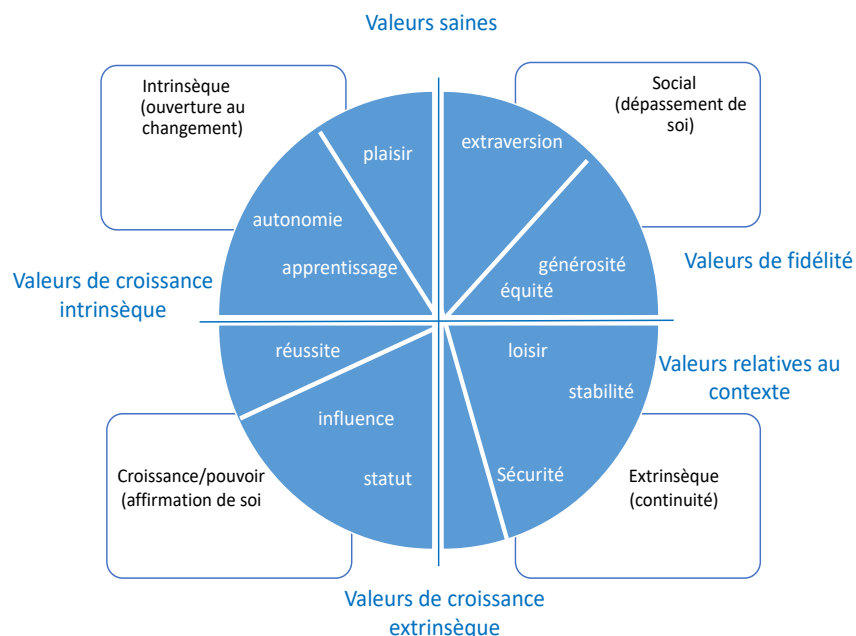 Valeurs saines
Intrinsèque
(ouverture au
changement)
Social
(dépassement de
soi)
plaisir
extraversion
autonomie
apprentissage
générosité
équité
Valeurs de croissance
intrinsèque
Valeurs de fidélité
réussite
loisir
Valeurs relatives au
contexte
stabilité
influence
statut
Sécurité
Croissance/pouvoir
(affirmation de soi
Extrinsèque
(continuité)
Valeurs de croissance
extrinsèque